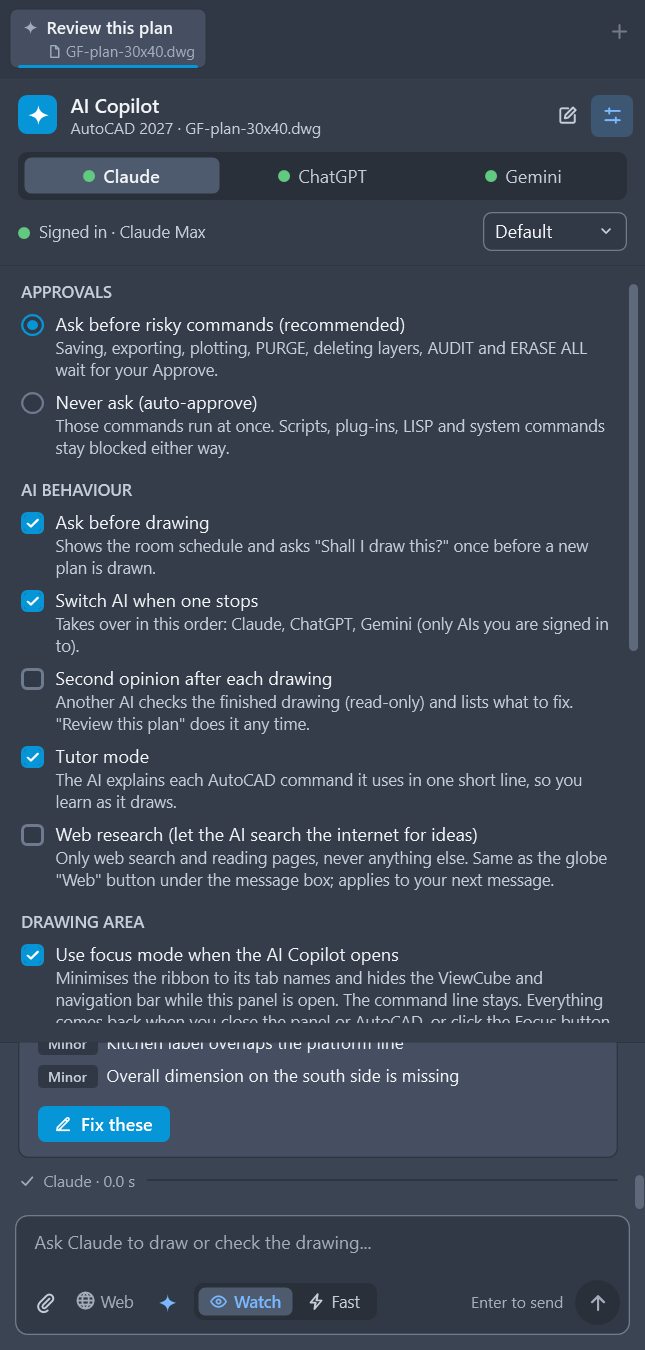 Review this plan
GF-plan-30x40.dwg
AI Copilot
AutoCAD 2027 · GF-plan-30x40.dwg
Claude
ChatGPT
Gemini
Signed in · Claude Max
Default
APPROVALS
Ask before risky commands (recommended)
Saving, exporting, plotting, PURGE, deleting layers, AUDIT and ERASE ALL
wait for your Approve.
Never ask (auto-approve)
Those commands run at once. Scripts, plug-ins, LISP and system commands
stay blocked either way.
AI BEHAVIOUR
Ask before drawing
Shows the room schedule and asks "Shall I draw this?" once before a new
plan is drawn.
Switch AI when one stops
Takes over in this order: Claude, ChatGPT, Gemini (only AIs you are signed in
to).
Second opinion after each drawing
Another AI checks the finished drawing (read-only) and lists what to fix.
"Review this plan" does it any time.
Tutor mode
The AI explains each AutoCAD command it uses in one short line, so you
learn as it draws.
Web research (let the AI search the internet for ideas)
Only web search and reading pages, never anything else. Same as the globe
"Web" button under the message box; applies to your next message.
DRAWING AREA
Use focus mode when the AI Copilot opens
Minimises the ribbon to its tab names and hides the ViewCube and
navigation bar while this panel is open. The command line stays. Everything
comes back when you close the panel or AutoCAD, or click the Focus button
Minor Kitchen label overlaps the platform line
Minor Overall dimension on the south side is missing
Fix these
Claude · 0.0 s
Ask Claude to draw or check the drawing...
Web
Watch
Fast
Enter to send